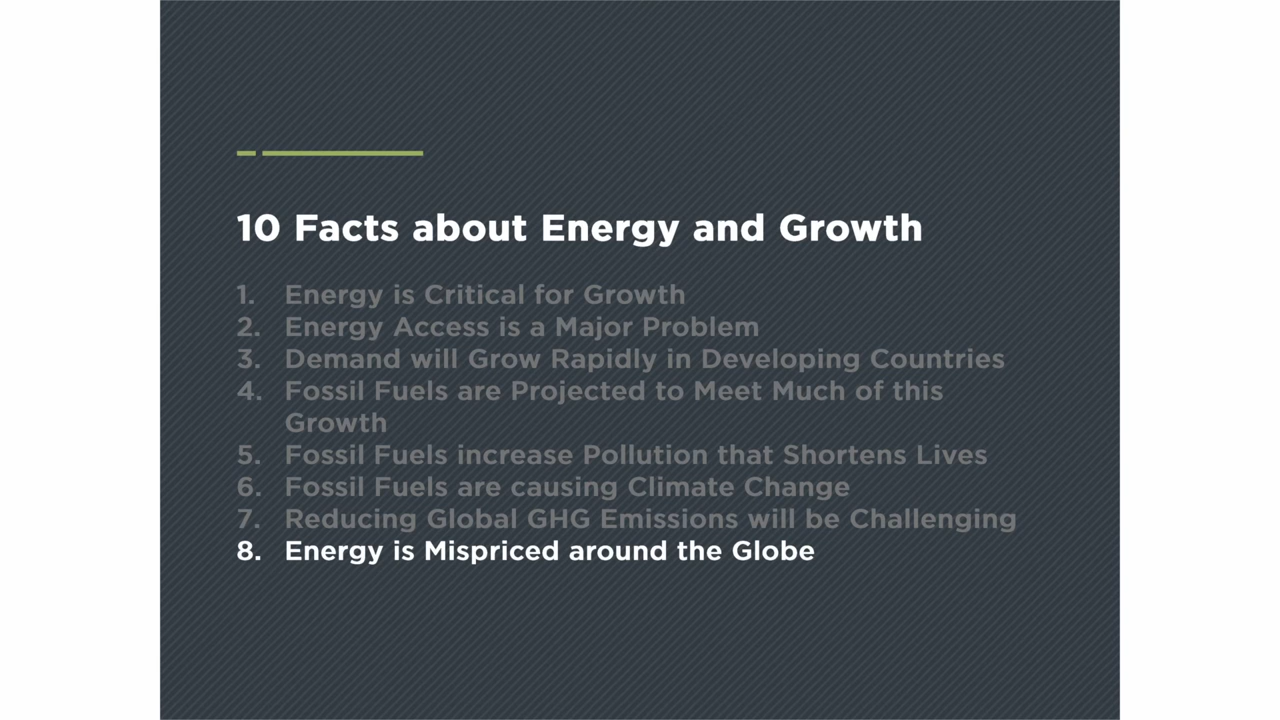 10 Facts about Energy and Growth
1. Energy is Critical for Growth
2. Energy Access is a Major Problem
3. Demand will Grow Rapidly in Developing Countries
4. Fossil Fuels are Projected to Meet Much of this
Growth
5. Fossil Fuels increase Pollution that Shortens Lives
6. Fossil Fuels are causing Climate Change
7. Reducing Global GHG Emissions will be Challenging
8. Energy is Mispriced around the Globe